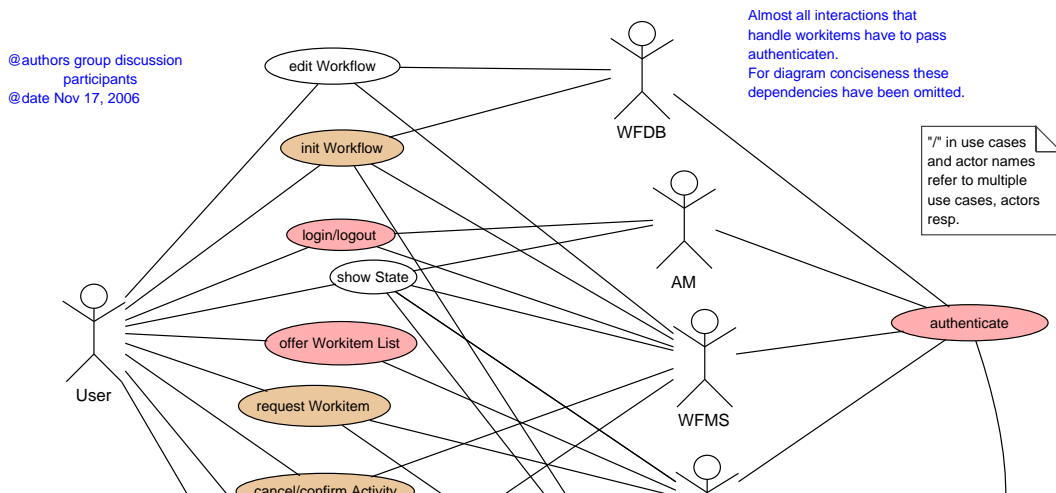 @authors group discussion
participants
@date Nov 17, 2006
Almost all interactions that
handle workitems have to pass
authenticaten.
For diagram conciseness these
dependencies have been omitted.
"/" in use cases
and actor names
refer to multiple
use cases, actors
resp.
edit Workflow
WFDB
init Workflow
login/logout
show State
AM
authenticate
offer Workitem List
User
request Workitem
WFMS
cancel/confirm Activity